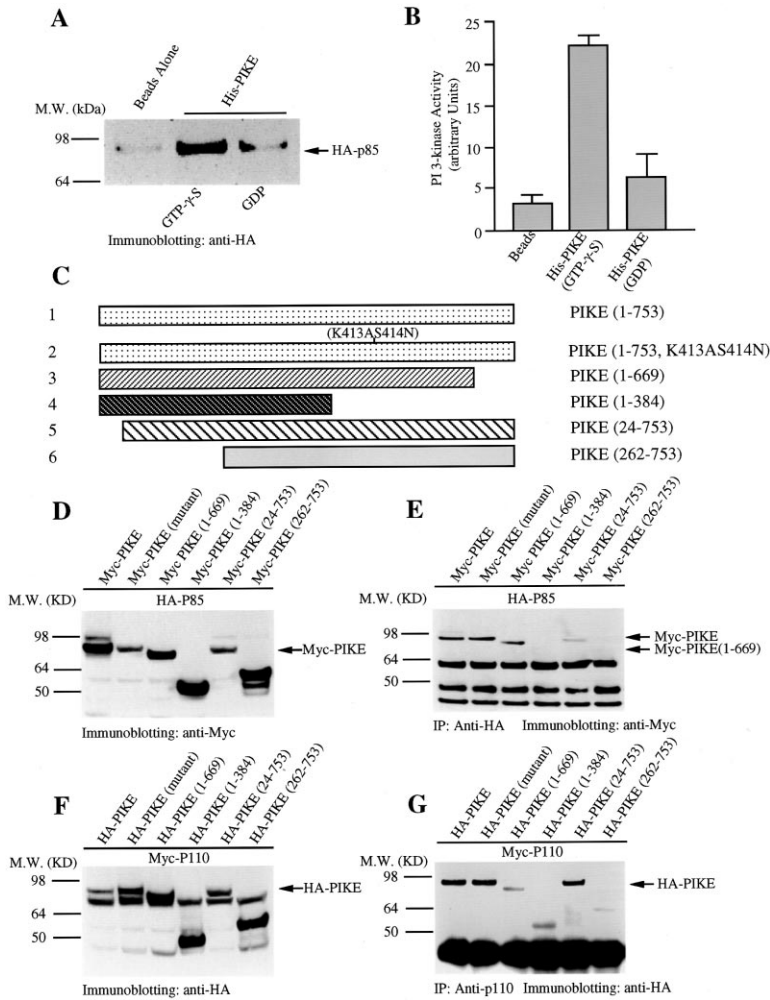 A
Beads Alone
His-PIKE
M.W. (kDa)
98
64
HA-p85
GTP-γ-S
GDP
Immunoblotting: anti-HA
B
PI 3-kinase Activity
(arbitrary Units)
25
20
15
10
5
0
Beads
His-PIKE
(GTP-γ-S)
His-PIKE
(GDP)
C
1
PIKE (1-753)
(K413AS414N)
2
PIKE (1-753, K413AS414N)
3
PIKE (1-669)
4
PIKE (1-384)
5
PIKE (24-753)
6
PIKE (262-753)
D
Myc-PIKE
Myc-PIKE (mutant)
Myc-PIKE (1-669)
Myc-PIKE (1-384)
Myc-PIKE (24-753)
Myc-PIKE (262-753)
M.W. (KD)
HA-P85
98
64
50
Myc-PIKE
Immunoblotting: anti-Myc
E
Myc-PIKE
Myc-PIKE (mutant)
Myc-PIKE (1-669)
Myc-PIKE (1-384)
Myc-PIKE (24-753)
Myc-PIKE (262-753)
M.W. (KD)
HA-P85
98
64
50
Myc-PIKE
Myc-PIKE(1-669)
IP: Anti-HA Immunoblotting: anti-Myc
F
HA-PIKE
HA-PIKE (mutant)
HA-PIKE (1-669)
HA-PIKE (1-384)
HA-PIKE (24-753)
HA-PIKE (262-753)
M.W. (KD)
Myc-P110
98
64
50
HA-PIKE
Immunoblotting: anti-HA
G
HA-PIKE
HA-PIKE (mutant)
HA-PIKE (1-669)
HA-PIKE (1-384)
HA-PIKE (24-753)
HA-PIKE (262-753)
M.W. (KD)
Myc-P110
98
64
50
HA-PIKE
IP: Anti-p110 Immunoblotting: anti-HA